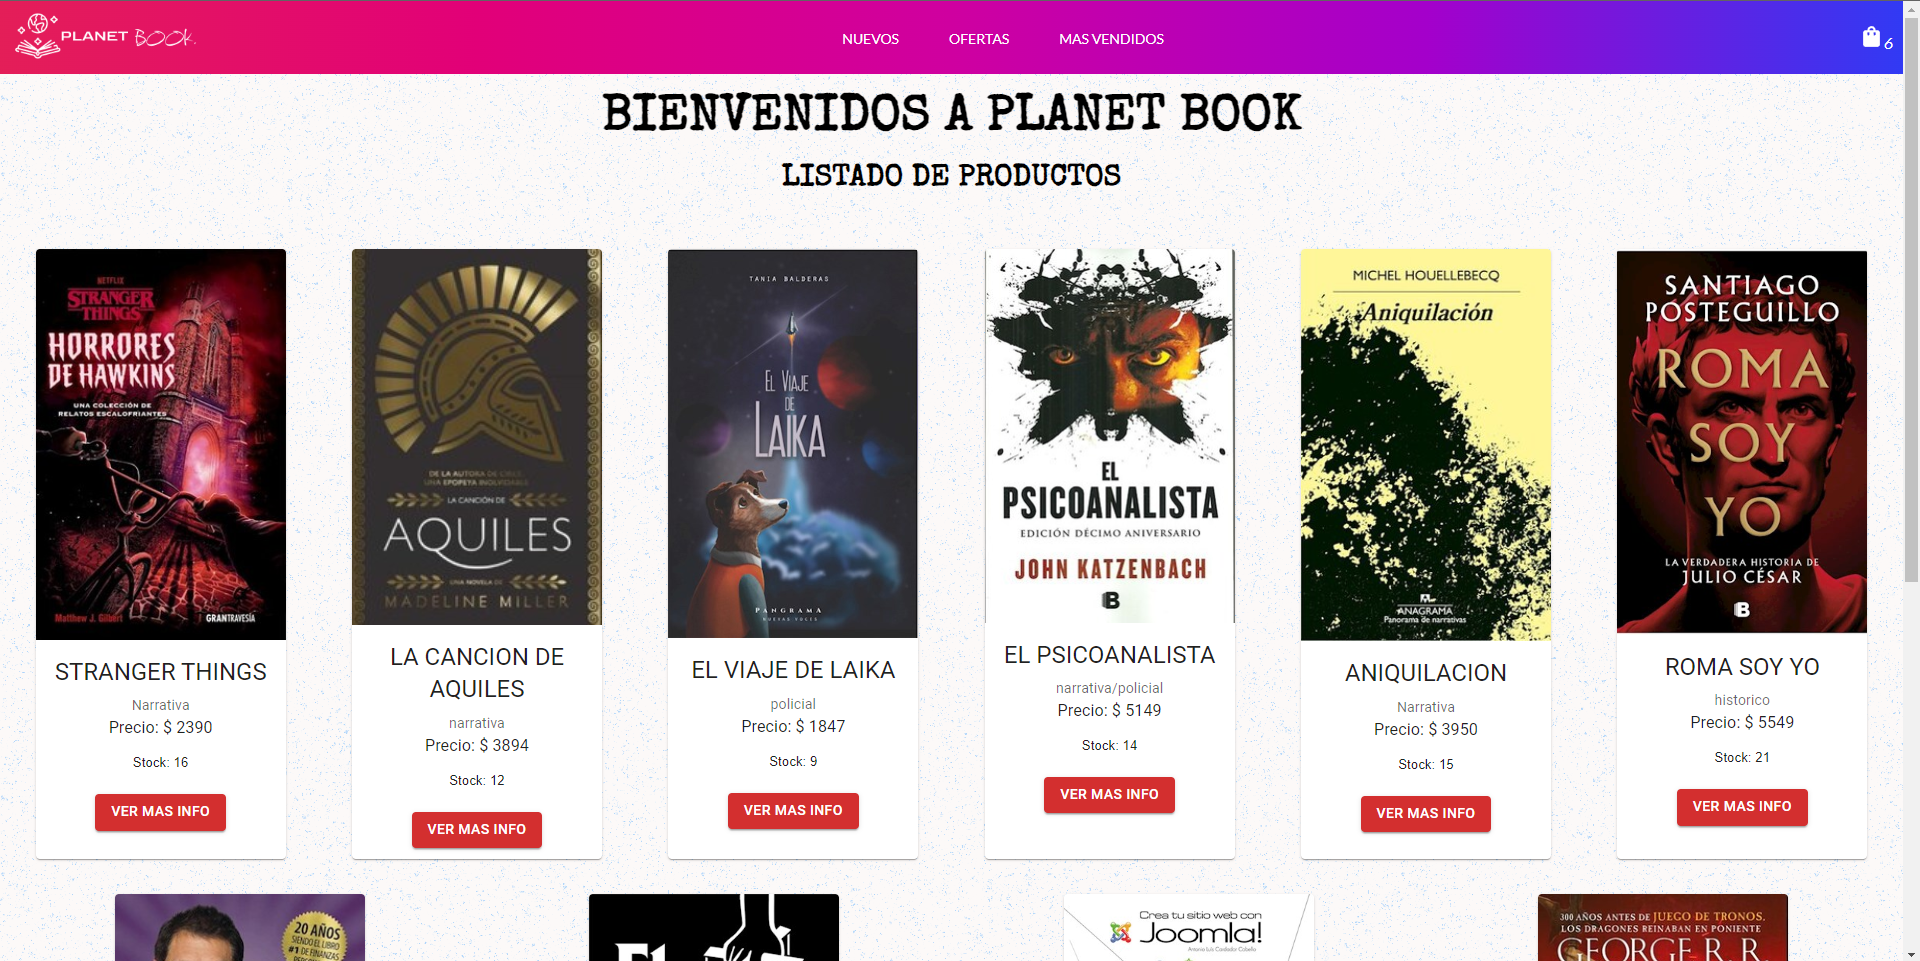 PLANET BOOK
NUEVOS
OFERTAS
MAS VENDIDOS
6
BIENVENIDOS A PLANET BOOK
LISTADO DE PRODUCTOS
NETFLIX
STRANGER
THINGS
HORRORES
DE HAWKINS
UNA COLECCIÓN DE
RELATOS ESCALOFRIANTES
Matthew J. Gilbert
GRANTRAVESÍA
STRANGER THINGS
Narrativa
Precio: $ 2390
Stock: 16
VER MAS INFO
DE LA AUTORA DE CIRCE,
UNA EPOPEYA INOLVIDABLE
LA CANCIÓN DE
AQUILES
UNA NOVELA DE
MADELINE MILLER
LA CANCION DE
AQUILES
narrativa
Precio: $ 3894
Stock: 12
VER MAS INFO
TANIA BALDERAS
EL VIAJE
DE
LAIKA
PANGRAMA
NUEVAS VOCES
EL VIAJE DE LAIKA
policial
Precio: $ 1847
Stock: 9
VER MAS INFO
EL
PSICOANALISTA
EDICIÓN DÉCIMO ANIVERSARIO
JOHN KATZENBACH
B
EL PSICOANALISTA
narrativa/policial
Precio: $ 5149
Stock: 14
VER MAS INFO
MICHEL HOUELLEBECQ
Aniquilación
ANAGRAMA
Panorama de narrativas
ANIQUILACION
Narrativa
Precio: $ 3950
Stock: 15
VER MAS INFO
SANTIAGO
POSTEGUILLO
ROMA
SOY
YO
LA VERDADERA HISTORIA DE
JULIO CÉSAR
B
ROMA SOY YO
historico
Precio: $ 5549
Stock: 21
VER MAS INFO
20 AÑOS
SIENDO EL LIBRO
#1 DE FINANZAS
Crea tu sitio web con
Joomla!
300 AÑOS ANTES DE JUEGO DE TRONOS,
LOS DRAGONES REINABAN EN PONIENTE
GEORGE R. R.